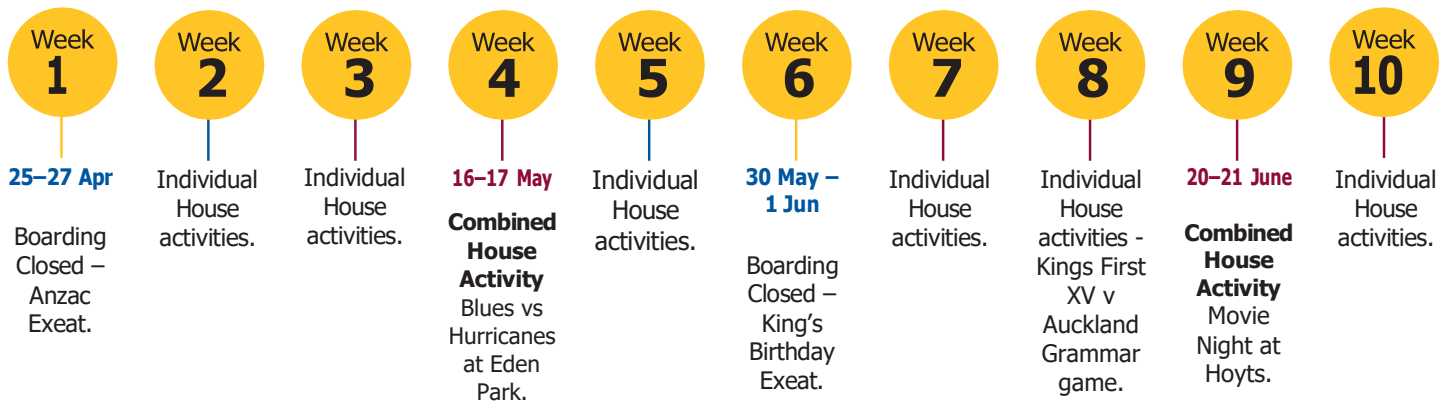 Week
1
25–27 Apr
Boarding
Closed –
Anzac
Exeat.
Week
2
Individual
House
activities.
Week
3
Individual
House
activities.
Week
4
16–17 May
Combined
House
Activity
Blues vs
Hurricanes
at Eden
Park.
Week
5
Individual
House
activities.
Week
6
30 May –
1 Jun
Boarding
Closed –
King’s
Birthday
Exeat.
Week
7
Individual
House
activities.
Week
8
Individual
House
activities -
Kings First
XV v
Auckland
Grammar
game.
Week
9
20–21 June
Combined
House
Activity
Movie
Night at
Hoyts.
Week
10
Individual
House
activities.